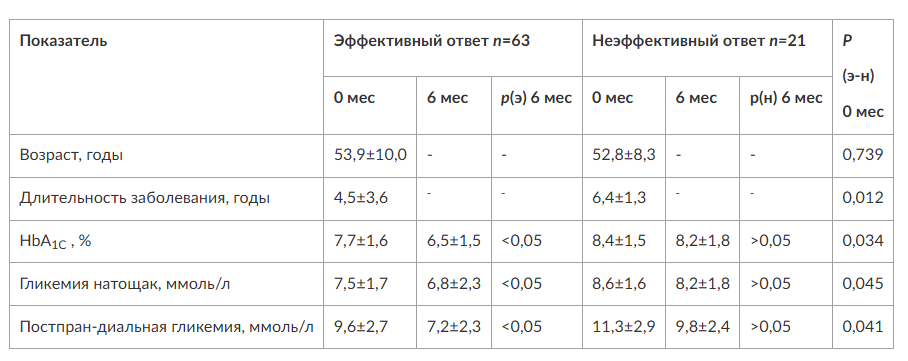 Показатель Эффективный ответ n=63 Неэффективный ответ n=21 P
(э-н)
0 мес 6 мес p(э) 6 мес 0 мес 6 мес p(н) 6 мес 0 мес
Возраст, годы 53,9±10,0 - - 52,8±8,3 - - 0,739
Длительность заболевания, годы 4,5±3,6 - - 6,4±1,3 - - 0,012
HbA1C , % 7,7±1,6 6,5±1,5 <0,05 8,4±1,5 8,2±1,8 >0,05 0,034
Гликемия натощак, ммоль/л 7,5±1,7 6,8±2,3 <0,05 8,6±1,6 8,2±1,8 >0,05 0,045
Постпран-диальная гликемия, ммоль/л 9,6±2,7 7,2±2,3 <0,05 11,3±2,9 9,8±2,4 >0,05 0,041